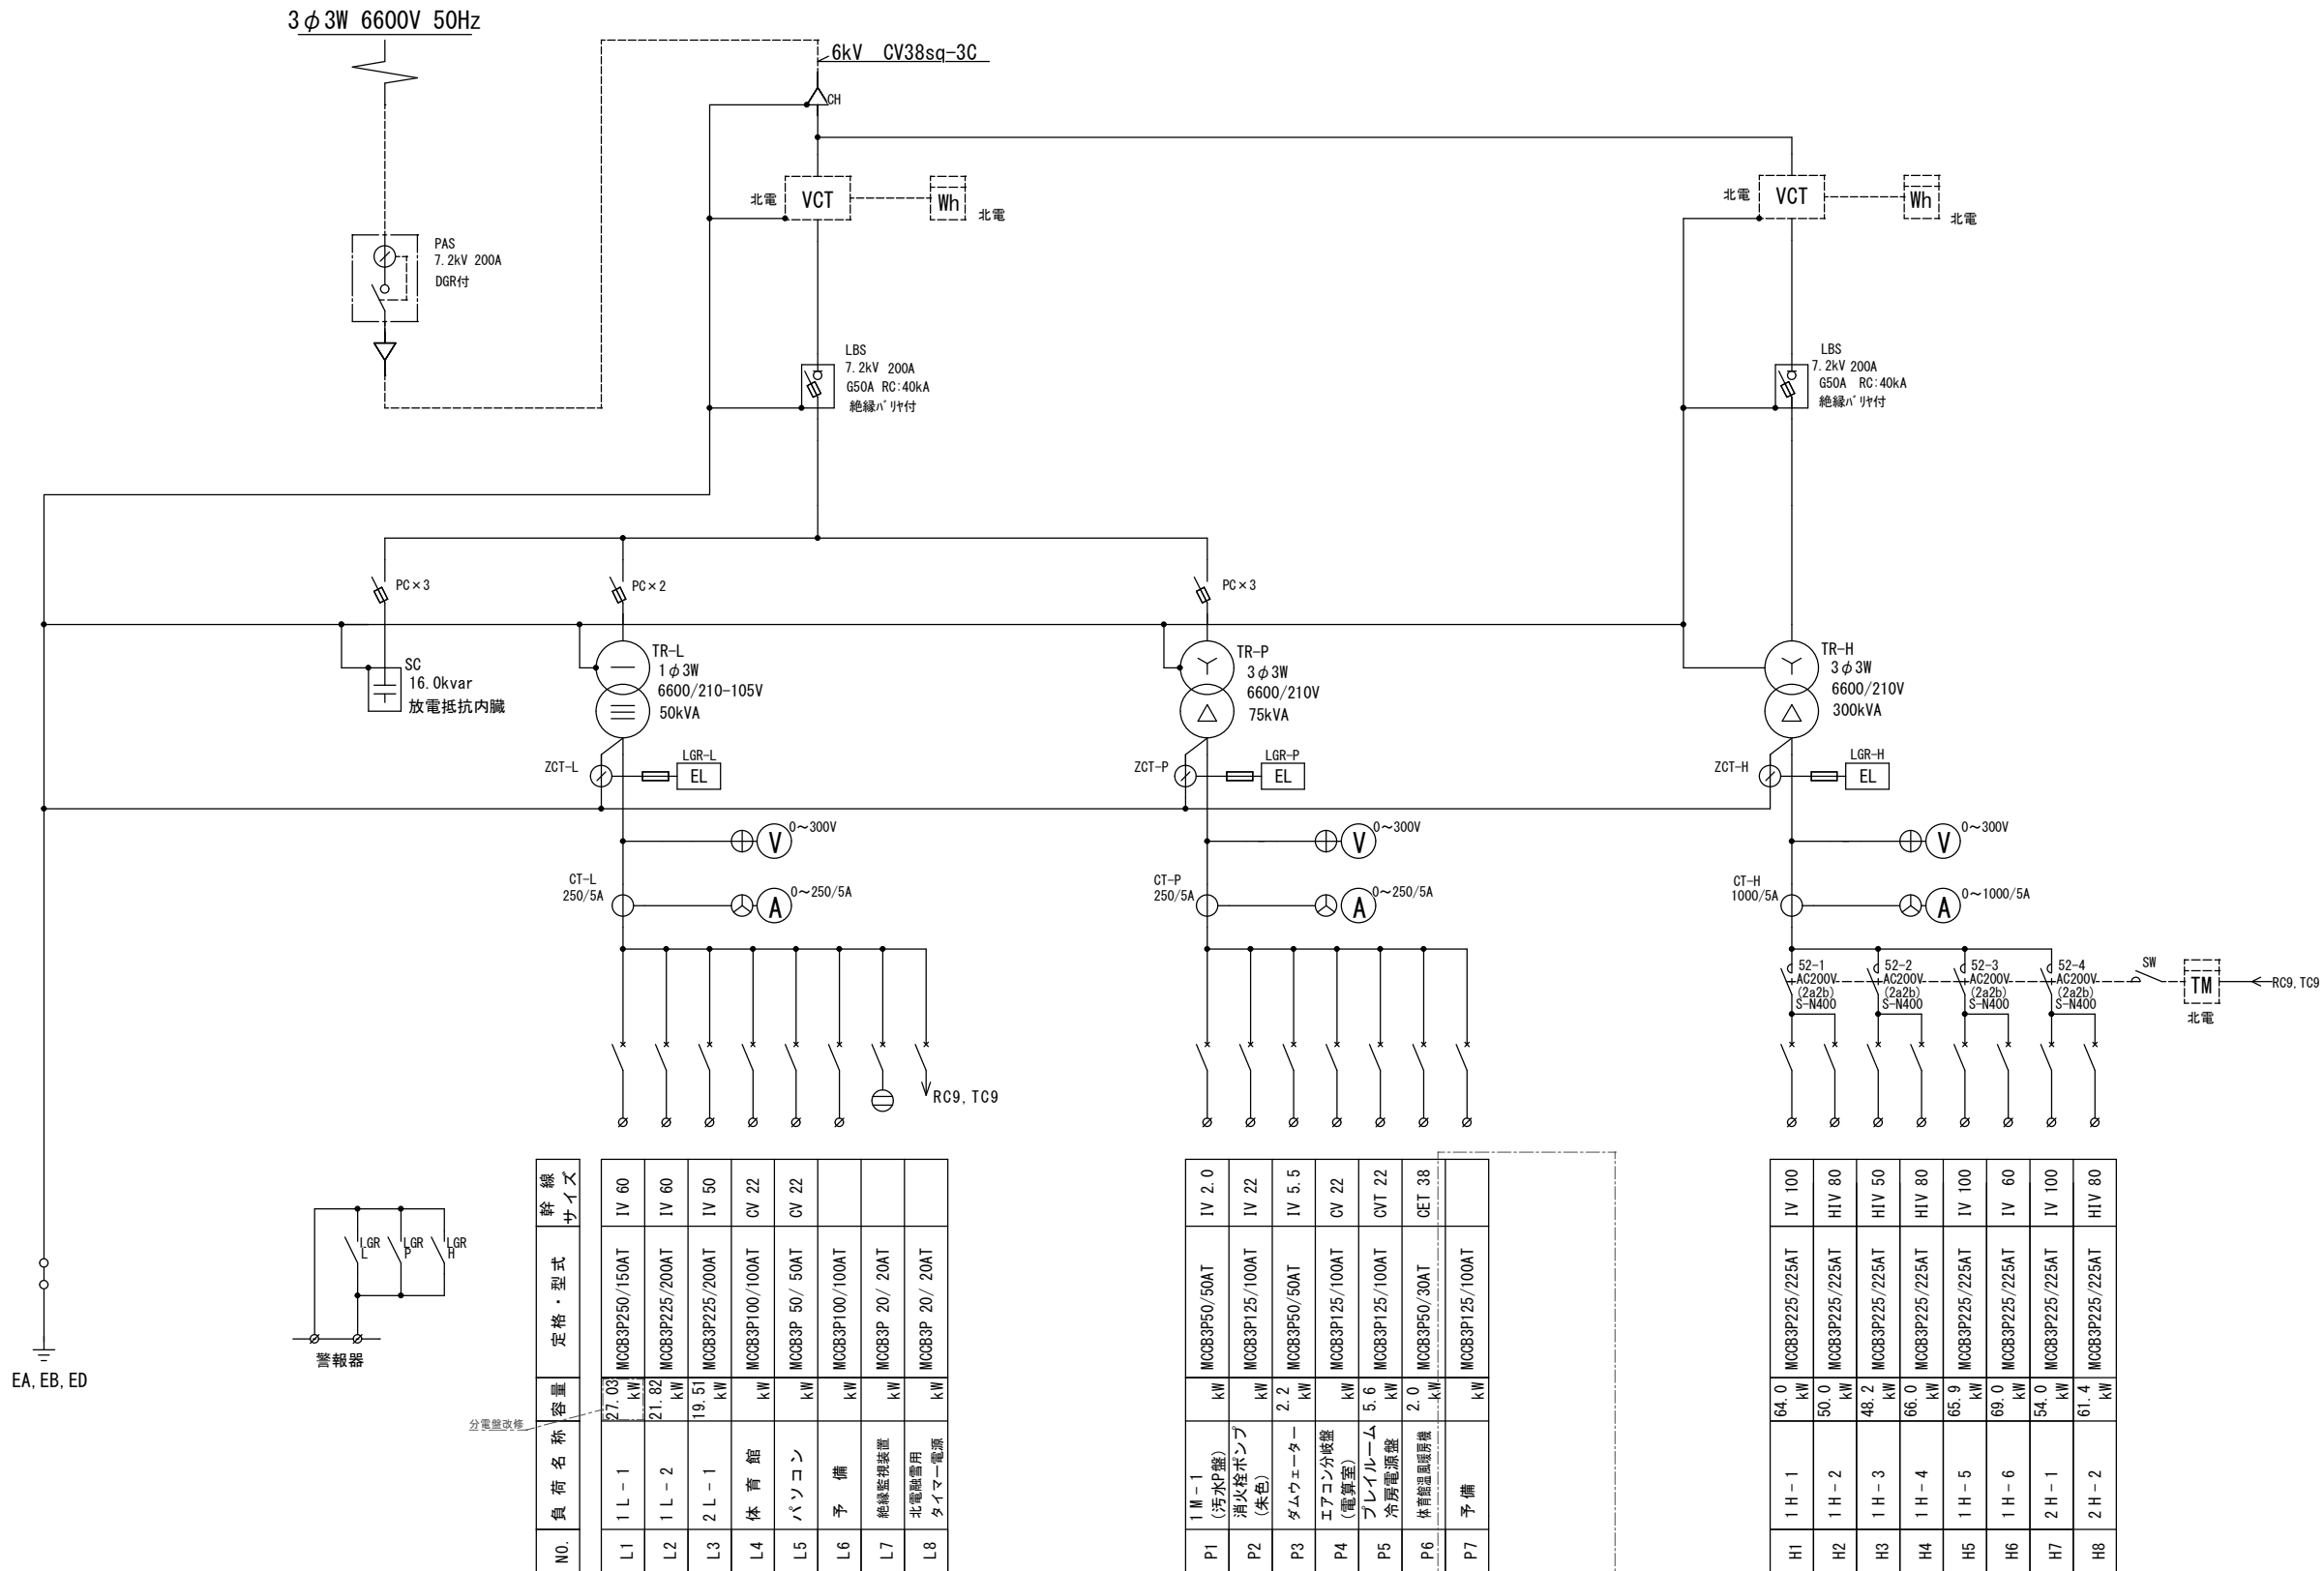 3φ3W 6600V 50Hz
6kV CV38sq-3C
CH
北電
VCT
Wh
北電
北電
VCT
Wh
北電
PAS
7.2kV 200A
DGR付
LBS
7.2kV 200A
G50A RC:40kA
絶縁バリヤ付
LBS
7.2kV 200A
G50A RC:40kA
絶縁バリヤ付
PC×3
PC×2
PC×3
SC
16.0kvar
放電抵抗内臓
TR-L
1φ3W
6600/210-105V
50kVA
TR-P
3φ3W
6600/210V
75kVA
TR-H
3φ3W
6600/210V
300kVA
ZCT-L
LGR-L
EL
ZCT-P
LGR-P
EL
ZCT-H
LGR-H
EL
V
0~300V
V
0~300V
V
0~300V
CT-L
250/5A
A
0~250/5A
CT-P
250/5A
A
0~250/5A
CT-H
1000/5A
A
0~1000/5A
52-1
AC200V
(2a2b)
S-N400
52-2
AC200V
(2a2b)
S-N400
52-3
AC200V
(2a2b)
S-N400
52-4
AC200V
(2a2b)
S-N400
SW
TM
北電
RC9,TC9
RC9,TC9
LGR
L
LGR
P
LGR
H
警報器
EA,EB,ED
分電盤改修
NO. 負荷名称 容量 定格・型式 幹線サイズ
L1 1L-1 27.03 kW MCCB3P250/150AT IV 60
L2 1L-2 21.82 kW MCCB3P225/200AT IV 60
L3 2L-1 19.51 kW MCCB3P225/200AT IV 50
L4 体育館 kW MCCB3P100/100AT CV 22
L5 パソコン kW MCCB3P 50/ 50AT CV 22
L6 予備 kW MCCB3P100/100AT
L7 絶縁監視装置 kW MCCB3P 20/ 20AT
L8 北電融雪用タイマー電源 kW MCCB3P 20/ 20AT
P1 1M-1(汚水P盤) kW MCCB3P50/50AT IV 2.0
P2 消火栓ポンプ(朱色) kW MCCB3P125/100AT IV 22
P3 ダムウェーター 2.2 kW MCCB3P50/50AT IV 5.5
P4 エアコン分岐盤(電算室) kW MCCB3P125/100AT CV 22
P5 プレイルーム冷房電源盤 5.6 kW MCCB3P125/100AT CVT 22
P6 体育館温風暖房機 2.0 kW MCCB3P50/30AT CET 38
P7 予備 kW MCCB3P125/100AT
H1 1H-1 64.0 kW MCCB3P225/225AT IV 100
H2 1H-2 50.0 kW MCCB3P225/225AT HIV 80
H3 1H-3 48.2 kW MCCB3P225/225AT HIV 50
H4 1H-4 66.0 kW MCCB3P225/225AT HIV 80
H5 1H-5 65.9 kW MCCB3P225/225AT IV 100
H6 1H-6 69.0 kW MCCB3P225/225AT IV 60
H7 2H-1 54.0 kW MCCB3P225/225AT IV 100
H8 2H-2 61.4 kW MCCB3P225/225AT HIV 80